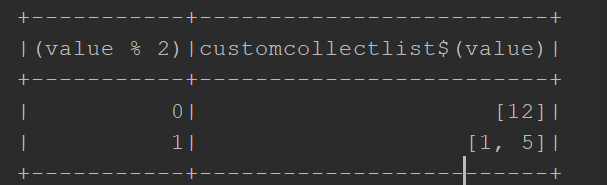 +-----------+--------------------------+
|(value % 2)|customcollectlist$(value)|
+-----------+--------------------------+
|          0|                     [12]|
|          1|                   [1, 5]|
+-----------+--------------------------+